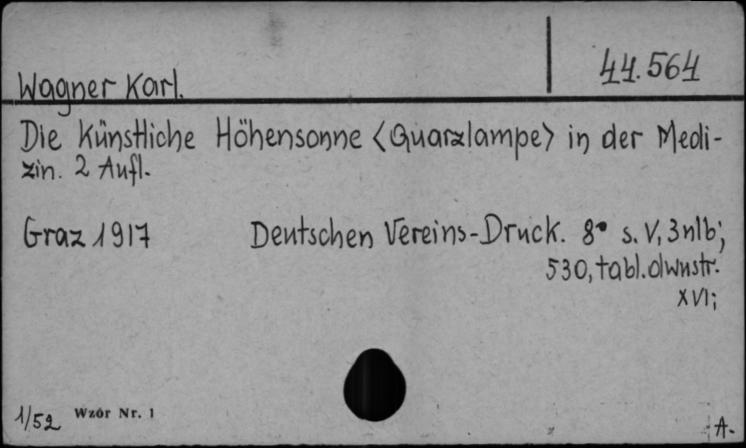 Wagner Karl.
44.564
Die Künstliche Höhensonne <Quarzlampe> in der Medi-
zin. 2 Aufl.
Graz 1917 Deutschen Vereins-Druck. 8° s. V, 3nlb;
530, tabl. dwustr.
XVI;
1/52 Wzór Nr. 1
A.